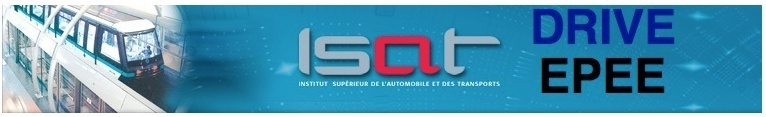 Isat
INSTITUT SUPÉRIEUR DE L'AUTOMOBILE ET DES TRANSPORTS
DRIVE
EPEE